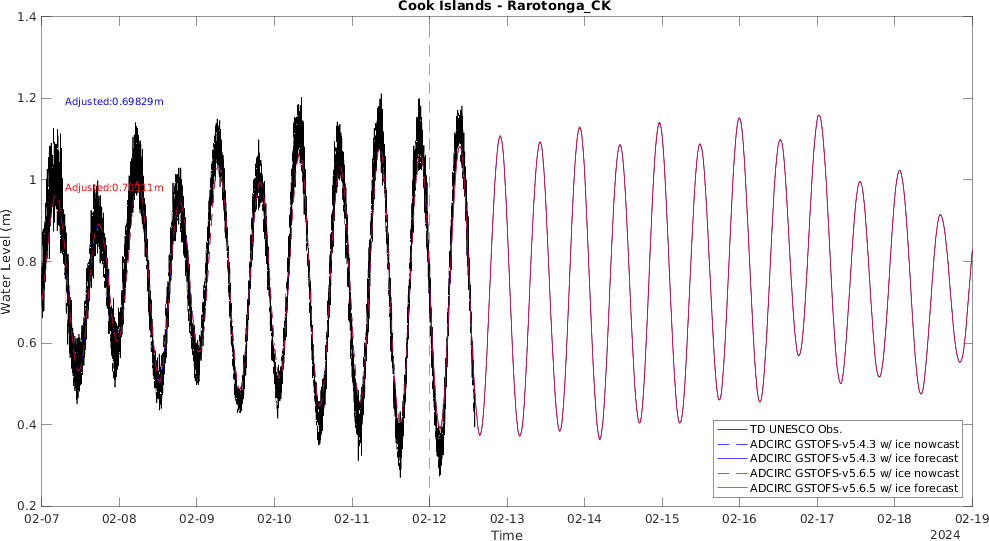 Cook Islands - Rarotonga_CK
1.4
1.2
1
0.8
0.6
0.4
0.2
Water Level (m)
Adjusted:0.69829m
TD UNESCO Obs.
ADCIRC GSTOFS-v5.4.3 w/ ice nowcast
ADCIRC GSTOFS-v5.4.3 w/ ice forecast
ADCIRC GSTOFS-v5.6.5 w/ ice nowcast
ADCIRC GSTOFS-v5.6.5 w/ ice forecast
02-07 02-08 02-09 02-10 02-11 02-12 02-13 02-14 02-15 02-16 02-17 02-18 02-19
Time
2024